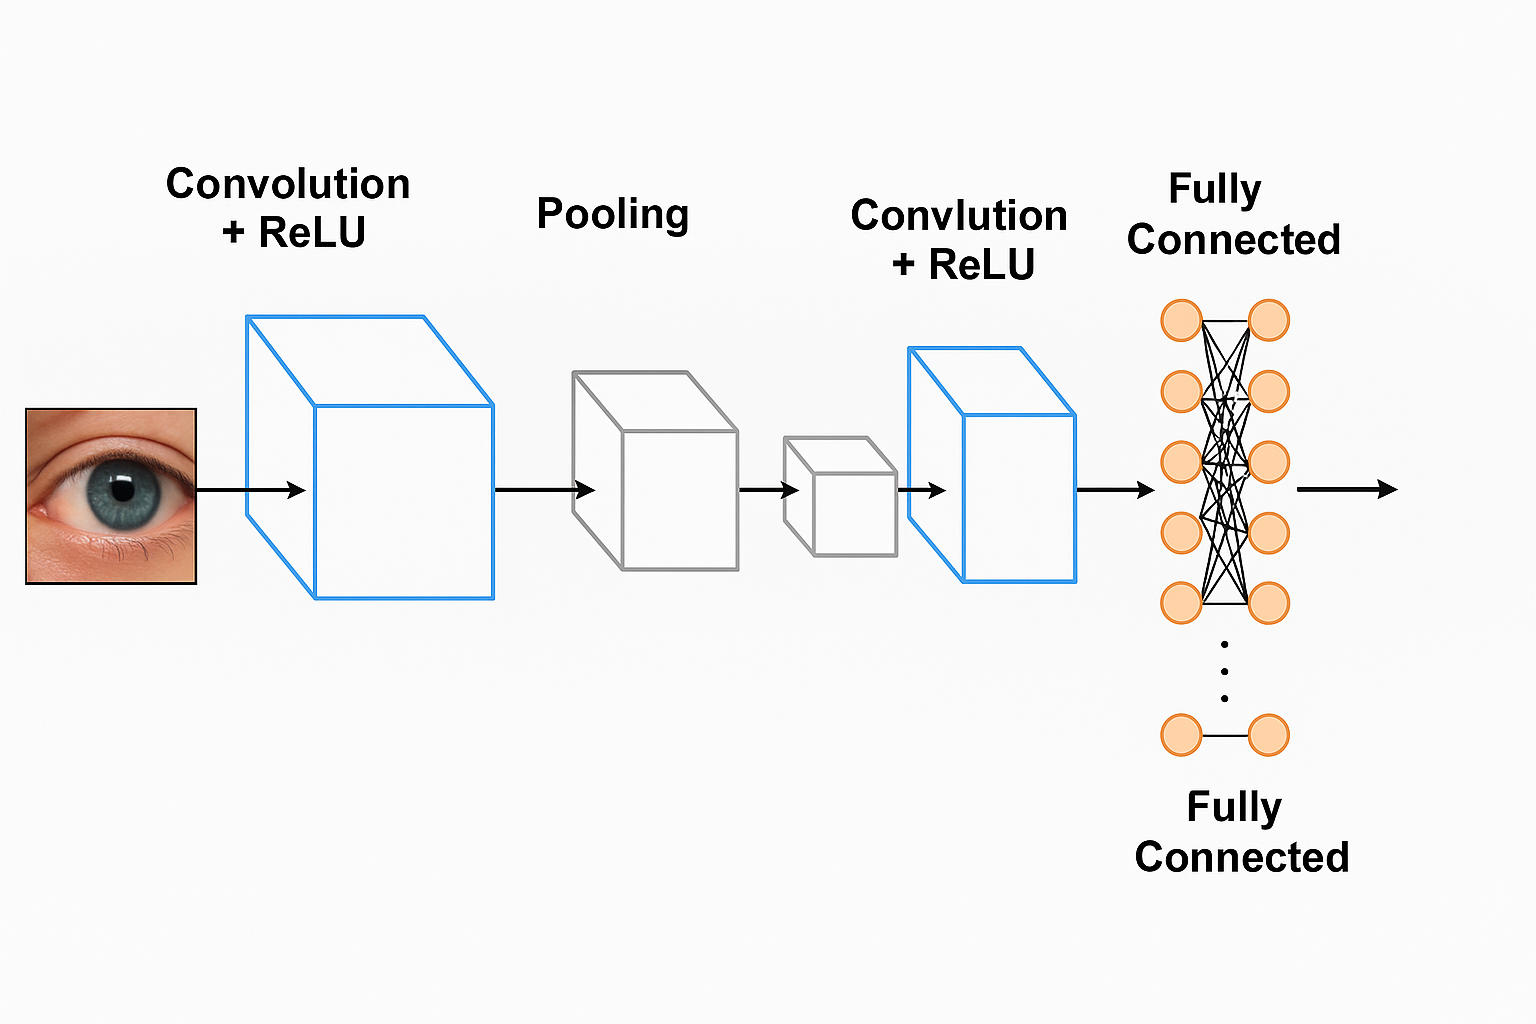 Convolution
+ ReLU
Pooling
Convlution
+ ReLU
Fully
Connected
Fully
Connected